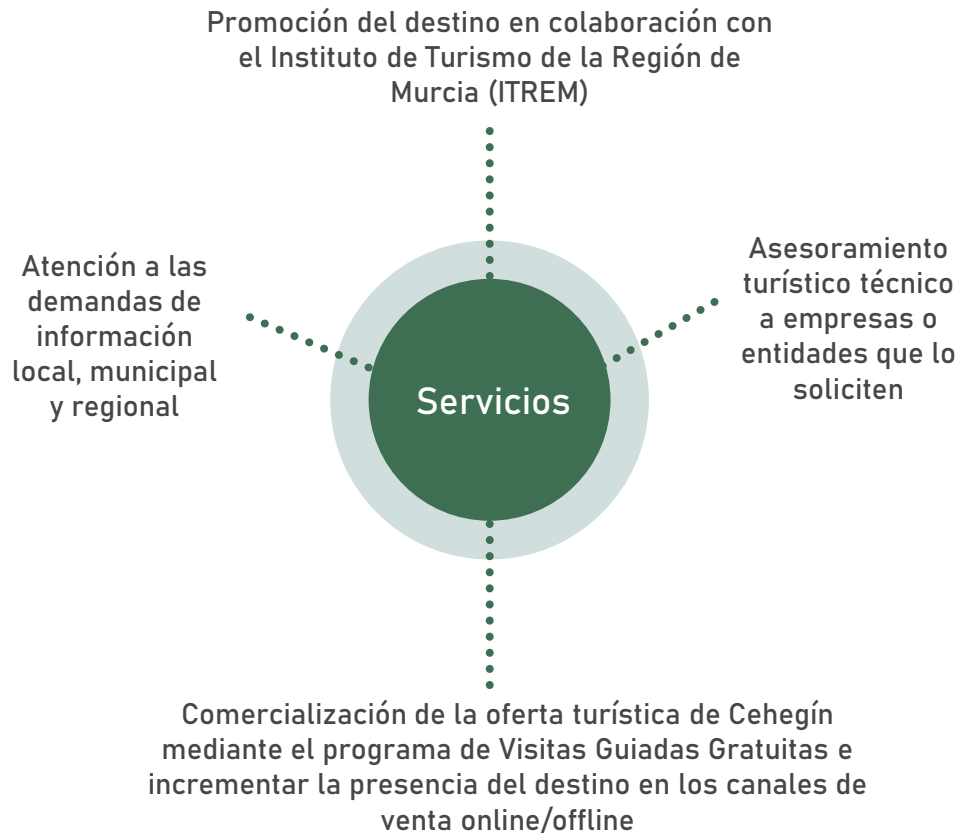 Promoción del destino en colaboración con
el Instituto de Turismo de la Región de
Murcia (ITREM)
Atención a las
demandas de
información
local, municipal
y regional
Servicios
Asesoramiento
turístico técnico
a empresas o
entidades que lo
soliciten
Comercialización de la oferta turística de Cehegín
mediante el programa de Visitas Guiadas Gratuitas e
incrementar la presencia del destino en los canales de
venta online/offline